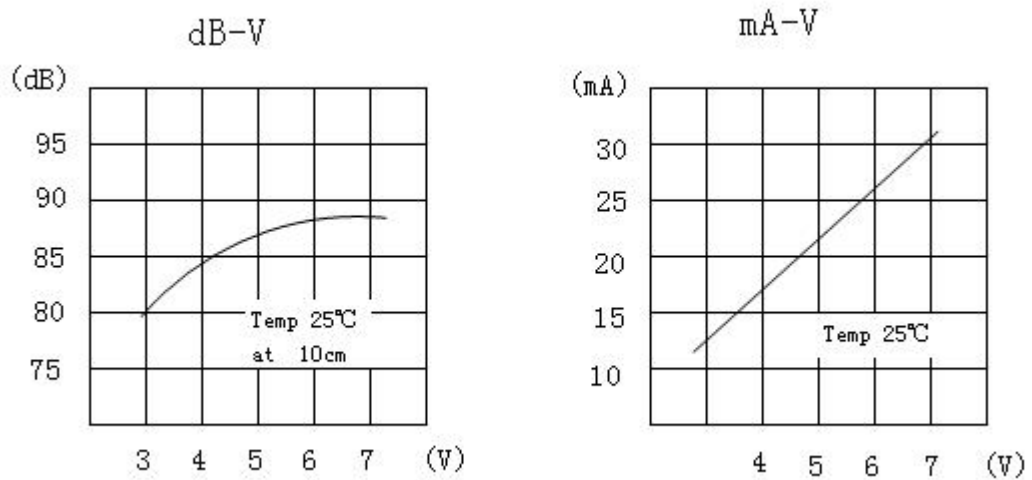 dB-V
(dB)
95
90
85
80
75
Temp 25℃
at 10cm
3 4 5 6 7 (V)
mA-V
(mA)
30
25
20
15
10
Temp 25℃
4 5 6 7 (V)